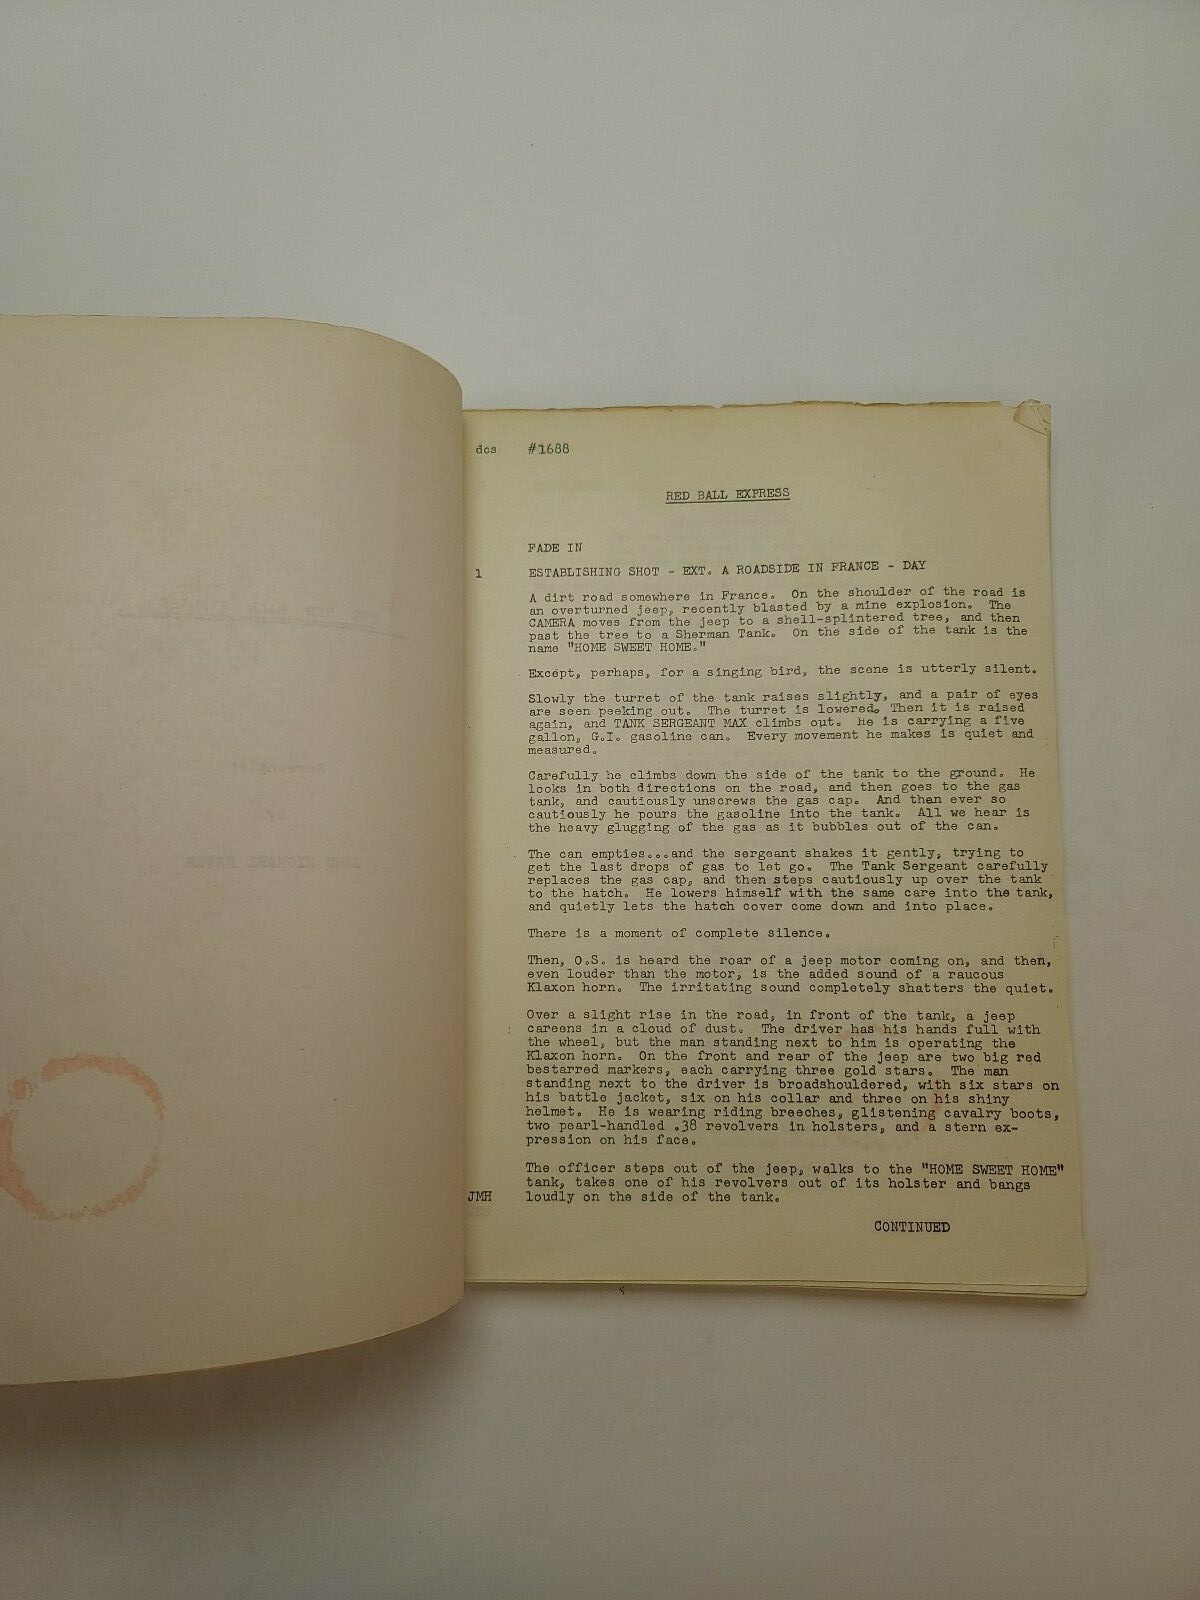 dcs #1688
RED BALL EXPRESS
FADE IN
1 ESTABLISHING SHOT - EXT. A ROADSIDE IN FRANCE - DAY
A dirt road somewhere in France. On the shoulder of the road is
an overturned jeep, recently blasted by a mine explosion. The
CAMERA moves from the jeep to a shell-splintered tree, and then
past the tree to a Sherman Tank. On the side of the tank is the
name "HOME SWEET HOME."
Except, perhaps, for a singing bird, the scene is utterly silent.
Slowly the turret of the tank raises slightly, and a pair of eyes
are seen peeking out. The turret is lowered. Then it is raised
again, and TANK SERGEANT MAX climbs out. He is carrying a five
gallon, G.I. gasoline can. Every movement he makes is quiet and
measured.
Carefully he climbs down the side of the tank to the ground. He
looks in both directions on the road, and then goes to the gas
tank, and cautiously unscrews the gas cap. And then ever so
cautiously he pours the gasoline into the tank. All we hear is
the heavy glugging of the gas as it bubbles out of the can.
The can empties...and the sergeant shakes it gently, trying to
get the last drops of gas to let go. The Tank Sergeant carefully
replaces the gas cap, and then steps cautiously up over the tank
to the hatch. He lowers himself with the same care into the tank,
and quietly lets the hatch cover come down and into place.
There is a moment of complete silence.
Then, O.S. is heard the roar of a jeep motor coming on, and then,
even louder than the motor, is the added sound of a raucous
Klaxon horn. The irritating sound completely shatters the quiet.
Over a slight rise in the road, in front of the tank, a jeep
careens in a cloud of dust. The driver has his hands full with
the wheel, but the man standing next to him is operating the
Klaxon horn. On the front and rear of the jeep are two big red
bestarred markers, each carrying three gold stars. The man
standing next to the driver is broadshouldered, with six stars on
his battle jacket, six on his collar and three on his shiny
helmet. He is wearing riding breeches, glistening cavalry boots,
two pearl-handled .38 revolvers in holsters, and a stern ex-
pression on his face.
The officer steps out of the jeep, walks to the "HOME SWEET HOME"
tank, takes one of his revolvers out of its holster and bangs
JMH loudly on the side of the tank.
CONTINUED